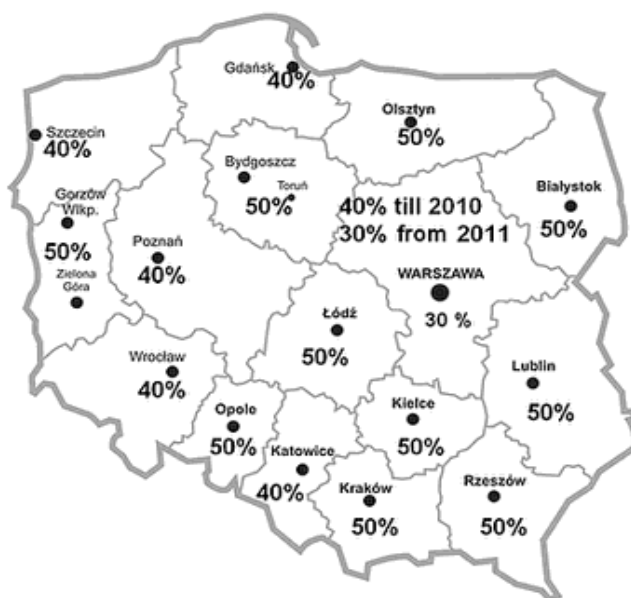 Gdańsk
40%
Szczecin
40%
Olsztyn
50%
Bydgoszcz
Toruń
50%
Białystok
50%
Gorzów
Wlkp.
50%
Zielona
Góra
Poznań
40%
40% till 2010
30% from 2011
WARSZAWA
30 %
Łódź
50%
Wrocław
40%
Lublin
50%
Opole
50%
Kielce
50%
Katowice
40%
Kraków
50%
Rzeszów
50%